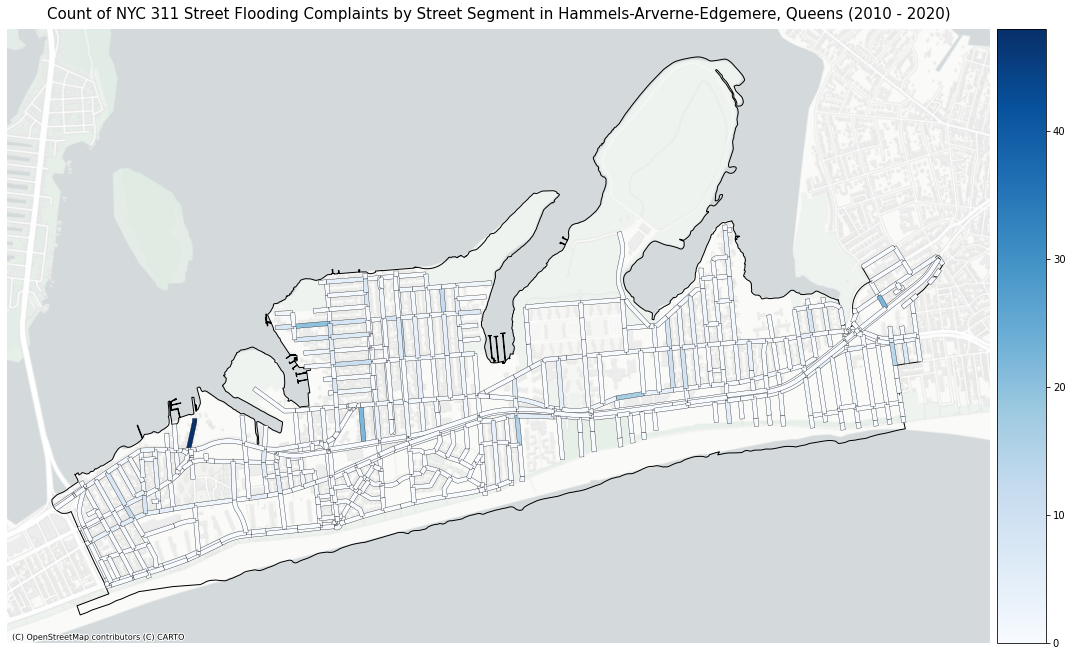 Count of NYC 311 Street Flooding Complaints by Street Segment in Hammels-Arverne-Edgemere, Queens (2010 - 2020)
40
30
20
10
0
(C) OpenStreetMap contributors (C) CARTO